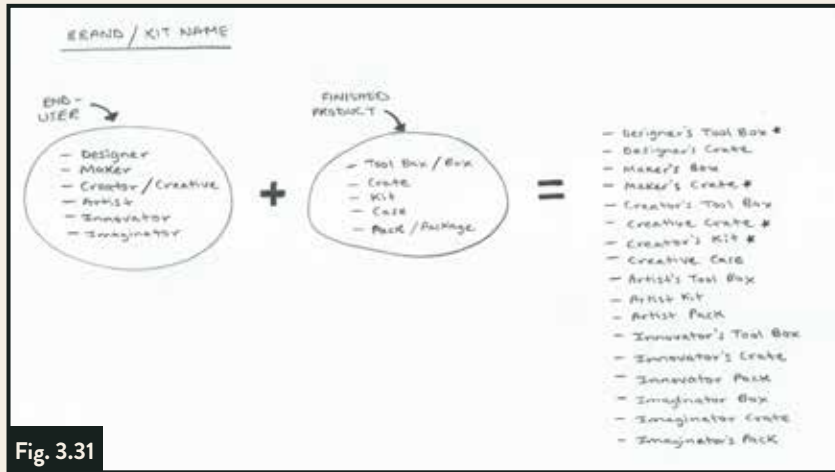 BRAND / KIT NAME
END-
USER
- Designer
- Maker
- Creator / Creative
- Artist
- Innovator
- Imaginator
+
FINISHED
PRODUCT
- Tool Box / Box
- Crate
- Kit
- Case
- Pack / Package
=
- Designer's Tool Box *
- Designer's Crate
- Maker's Box
- Maker's Crate *
- Creator's Tool Box
- Creative Crate *
- Creator's Kit *
- Creative Case
- Artist's Tool Box
- Artist Kit
- Artist Pack
- Innovator's Tool Box
- Innovator's Crate
- Innovator Pack
- Imaginator Box
- Imaginator Crate
- Imaginator's Pack
Fig. 3.31